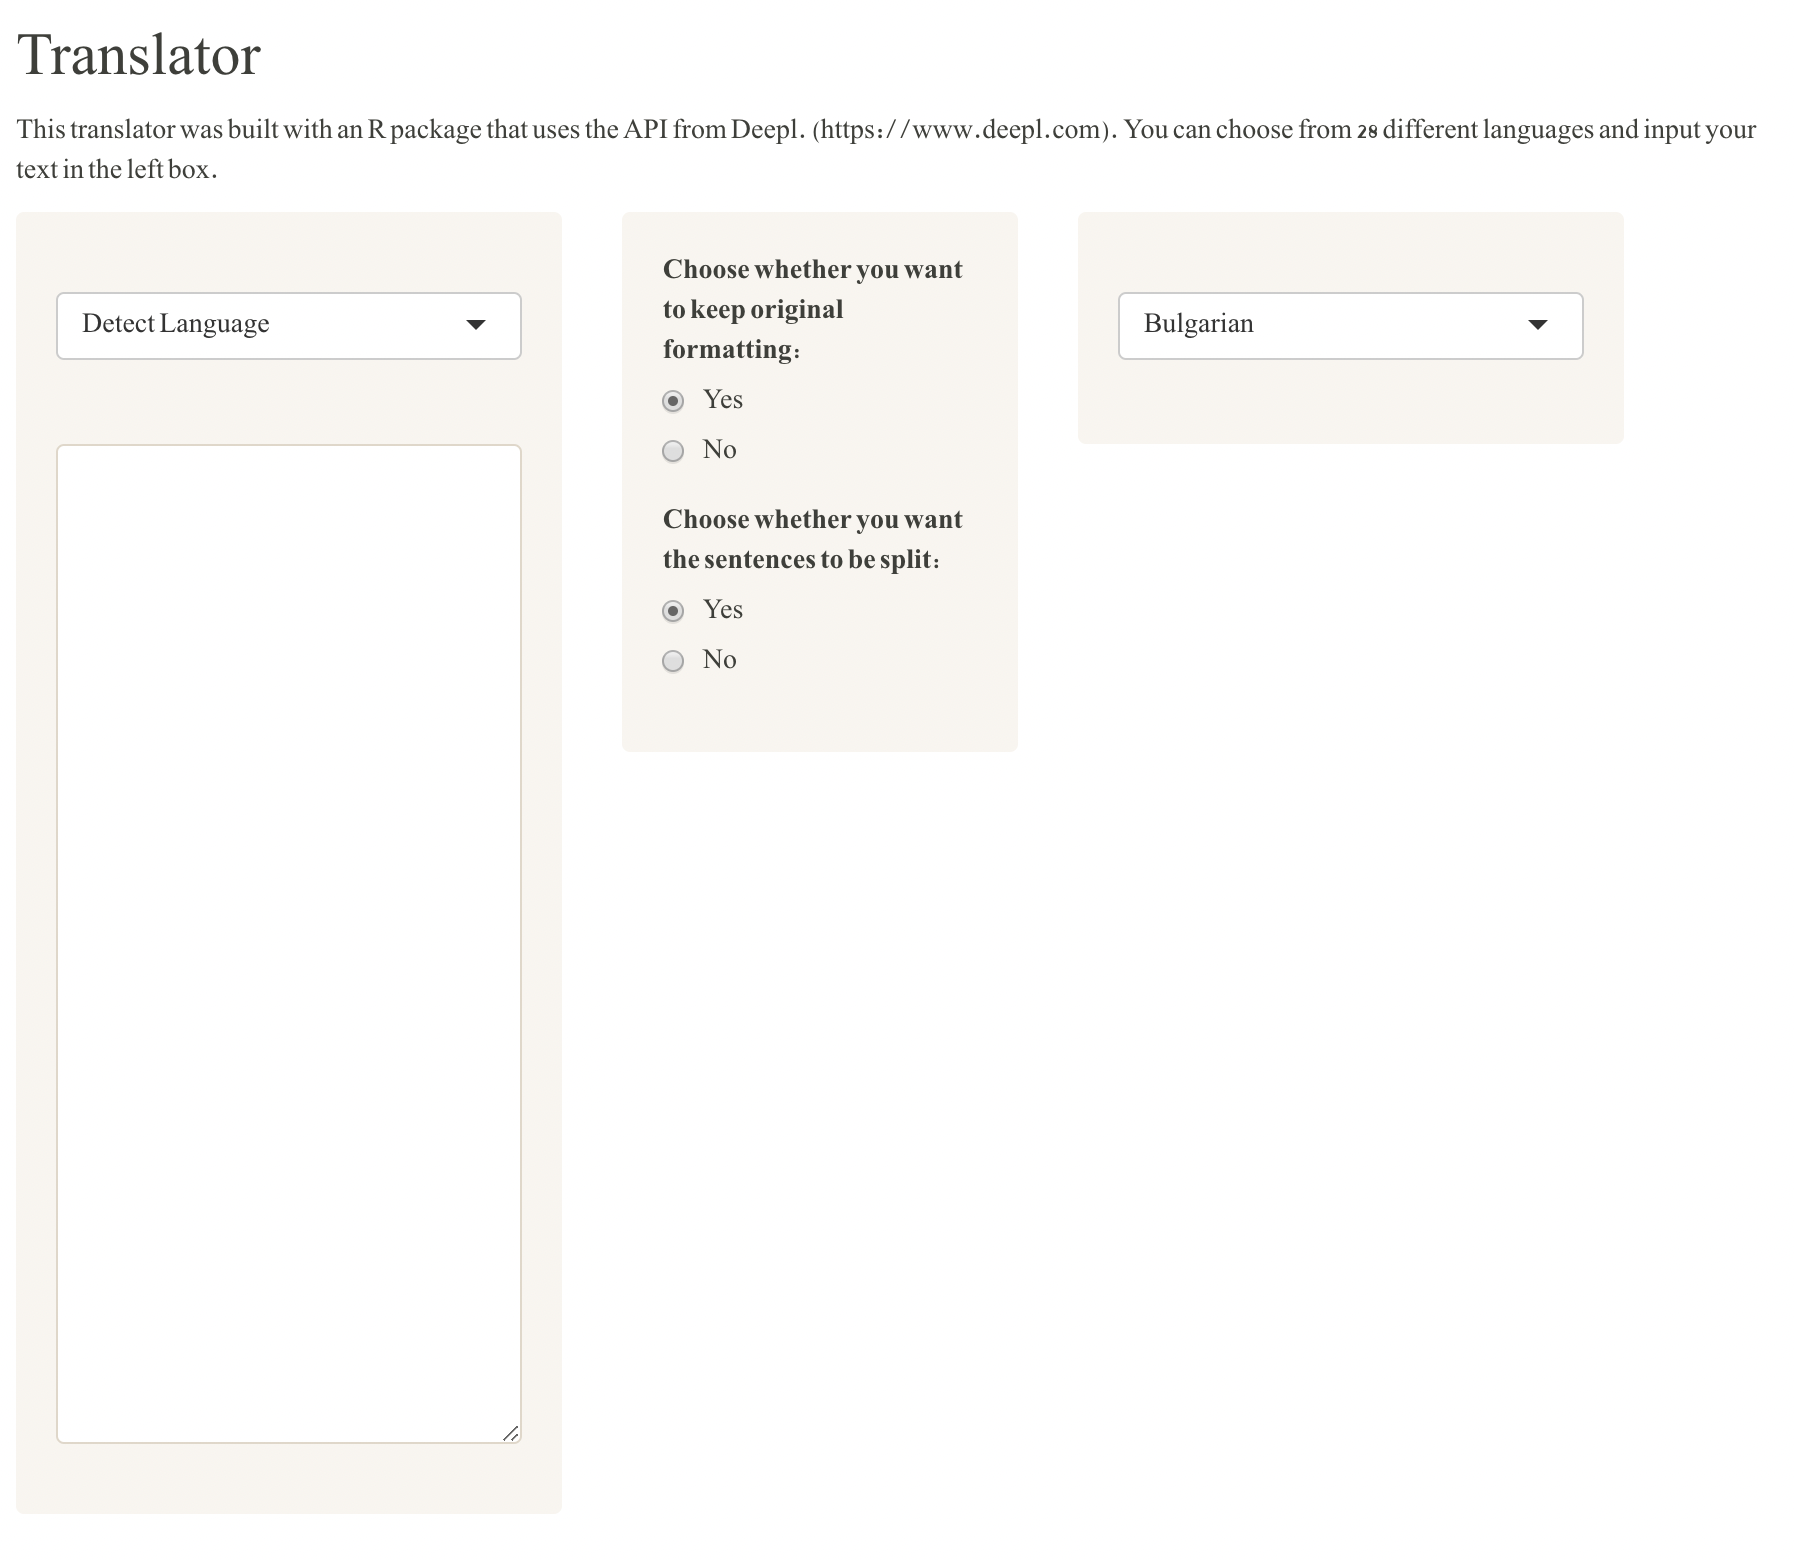 Translator
This translator was built with an R package that uses the API from Deepl. (https://www.deepl.com). You can choose from 28 different languages and input your
text in the left box.
Detect Language
Choose whether you want
to keep original
formatting:
Yes
No
Choose whether you want
the sentences to be split:
Yes
No
Bulgarian